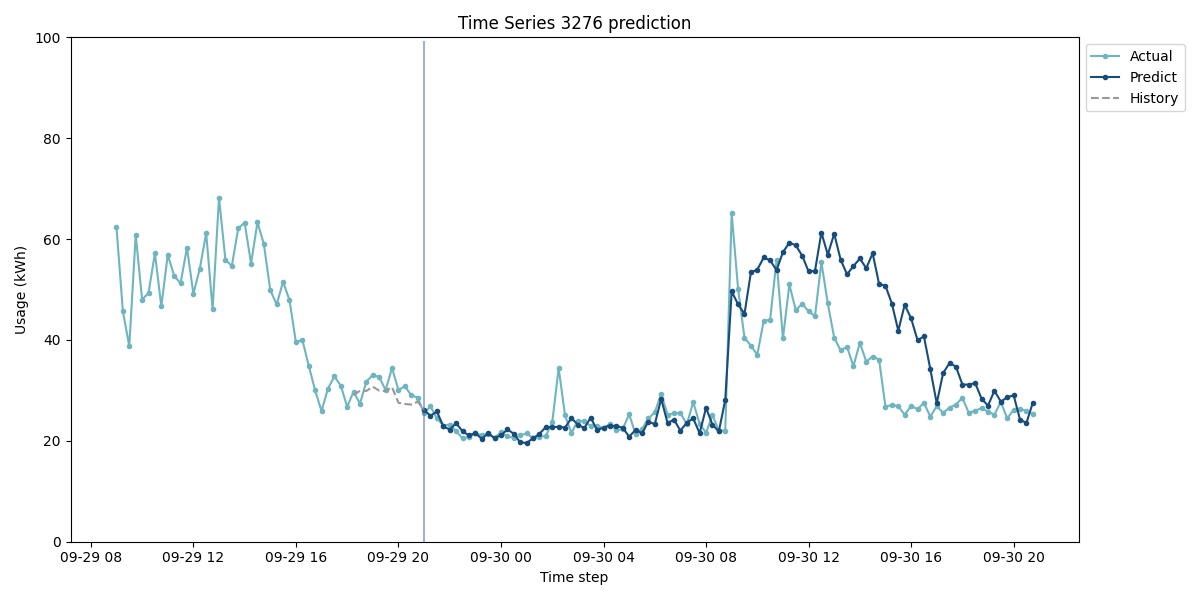 Time Series 3276 prediction
100
80
60
40
20
0
Usage (kWh)
09-29 08
09-29 12
09-29 16
09-29 20
09-30 00
09-30 04
09-30 08
09-30 12
09-30 16
09-30 20
Time step
Actual
Predict
History